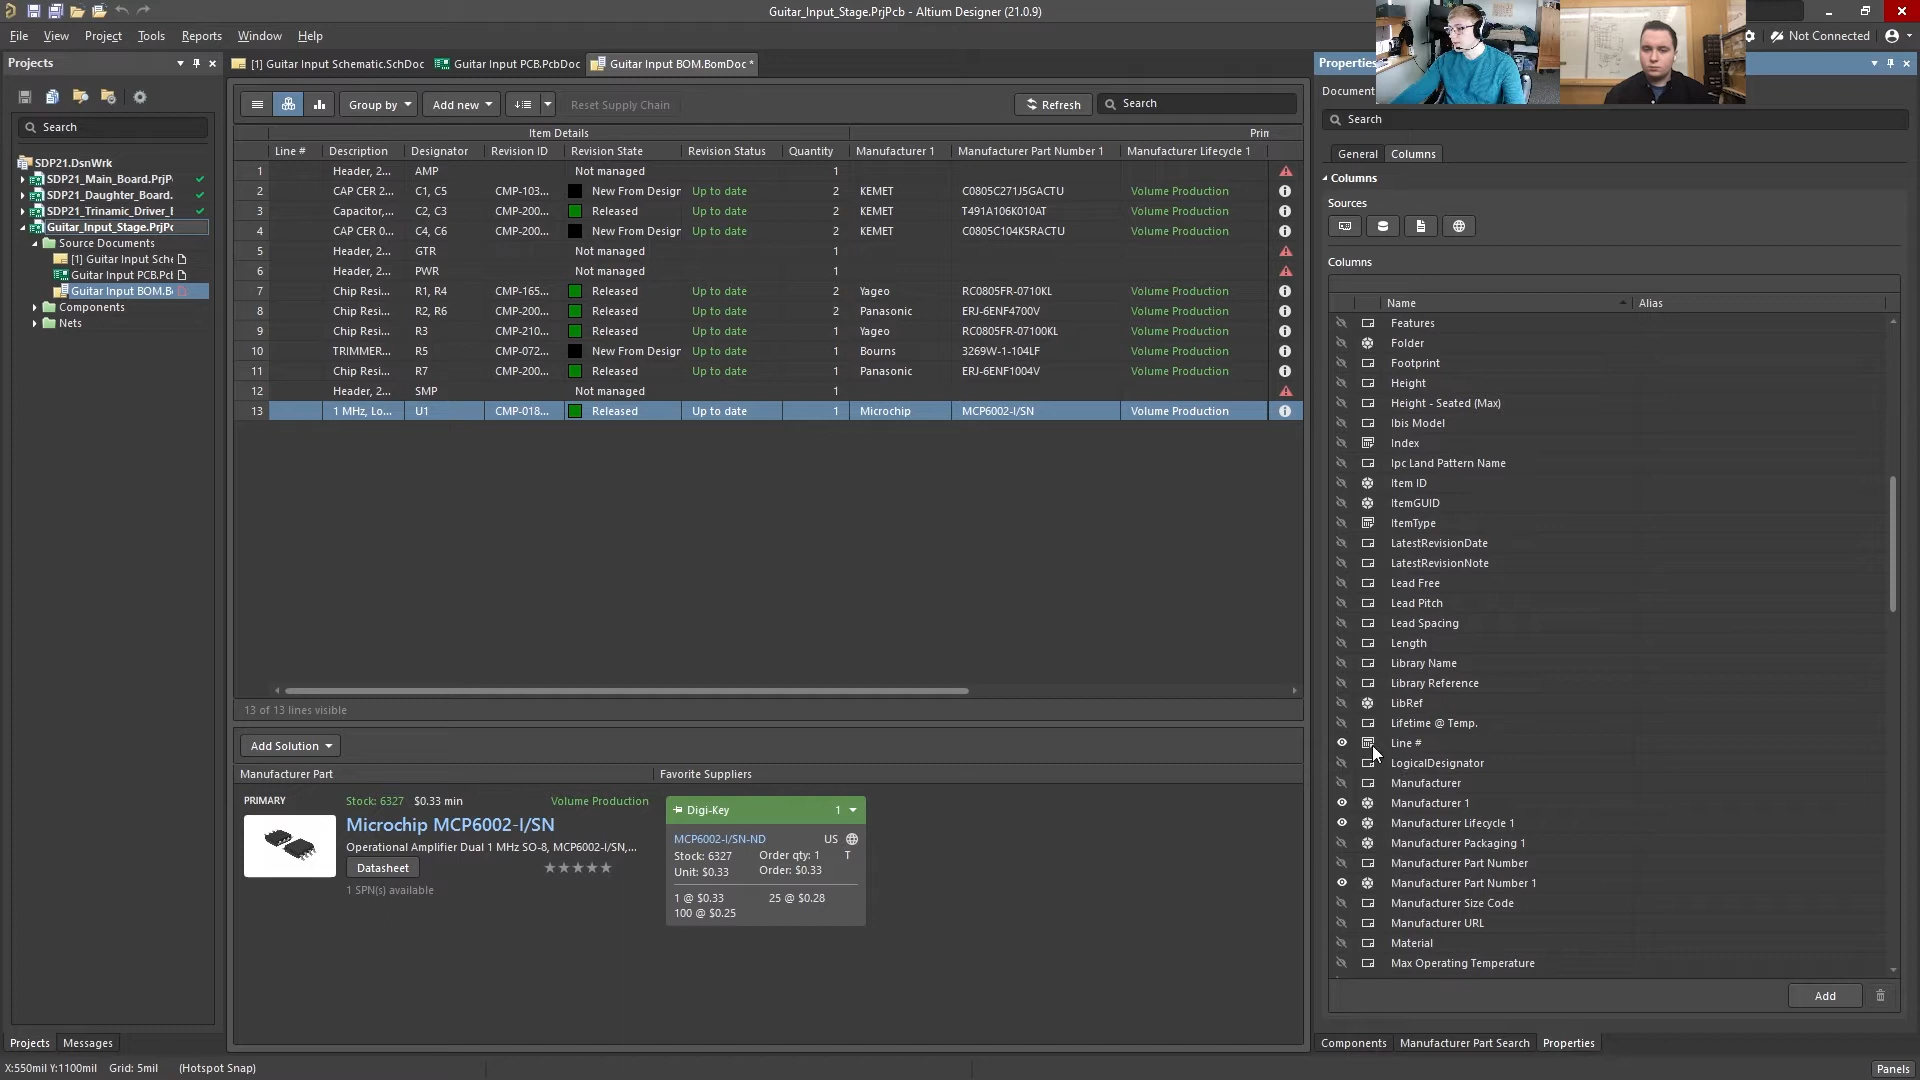 Guitar_Input_Stage.PrjPcb - Altium Designer (21.0.9)
File View Project Tools Reports Window Help
Not Connected
Projects
Search
SDP21.DsnWrk
SDP21_Main_Board.PrjP
SDP21_Daughter_Board.
SDP21_Trinamic_Driver_
Guitar_Input_Stage.PrjPc
Source Documents
[1] Guitar Input Sche
Guitar Input PCB.Pcl
Guitar Input BOM.B
Components
Nets
Projects Messages
[1] Guitar Input Schematic.SchDoc Guitar Input PCB.PcbDoc Guitar Input BOM.BomDoc *
Group by Add new Reset Supply Chain Refresh Search
Item Details Prin
Line # Description Designator Revision ID Revision State Revision Status Quantity Manufacturer 1 Manufacturer Part Number 1 Manufacturer Lifecycle 1
1 Header, 2... AMP Not managed 1
2 CAP CER 2... C1, C5 CMP-103... New From Desigr Up to date 2 KEMET C0805C271J5GACTU Volume Production
3 Capacitor,... C2, C3 CMP-200... Released Up to date 2 KEMET T491A106K010AT Volume Production
4 CAP CER 0... C4, C6 CMP-200... New From Desigr Up to date 2 KEMET C0805C104K5RACTU Volume Production
5 Header, 2... GTR Not managed 1
6 Header, 2... PWR Not managed 1
7 Chip Resi... R1, R4 CMP-165... Released Up to date 2 Yageo RC0805FR-0710KL Volume Production
8 Chip Resi... R2, R6 CMP-200... Released Up to date 2 Panasonic ERJ-6ENF4700V Volume Production
9 Chip Resi... R3 CMP-210... Released Up to date 1 Yageo RC0805FR-07100KL Volume Production
10 TRIMMER... R5 CMP-072... New From Desigr Up to date 1 Bourns 3269W-1-104LF Volume Production
11 Chip Resi... R7 CMP-200... Released Up to date 1 Panasonic ERJ-6ENF1004V Volume Production
12 Header, 2... SMP Not managed 1
13 1 MHz, Lo... U1 CMP-018... Released Up to date 1 Microchip MCP6002-I/SN Volume Production
13 of 13 lines visible
Add Solution
Manufacturer Part Favorite Suppliers
PRIMARY Stock: 6327 $0.33 min Volume Production
Microchip MCP6002-I/SN
Operational Amplifier Dual 1 MHz SO-8, MCP6002-I/SN,...
Datasheet
1 SPN(s) available
Digi-Key 1
MCP6002-I/SN-ND US
Stock: 6327 Order qty: 1 T
Unit: $0.33 Order: $0.33
1 @ $0.33 25 @ $0.28
100 @ $0.25
Properties
Document
Search
General Columns
Columns
Sources
Columns
Name Alias
Features
Folder
Footprint
Height
Height - Seated (Max)
Ibis Model
Index
Ipc Land Pattern Name
Item ID
ItemGUID
ItemType
LatestRevisionDate
LatestRevisionNote
Lead Free
Lead Pitch
Lead Spacing
Length
Library Name
Library Reference
LibRef
Lifetime @ Temp.
Line #
LogicalDesignator
Manufacturer
Manufacturer 1
Manufacturer Lifecycle 1
Manufacturer Packaging 1
Manufacturer Part Number
Manufacturer Part Number 1
Manufacturer Size Code
Manufacturer URL
Material
Max Operating Temperature
Add
Components Manufacturer Part Search Properties
X:550mil Y:1100mil Grid: 5mil (Hotspot Snap) Panels